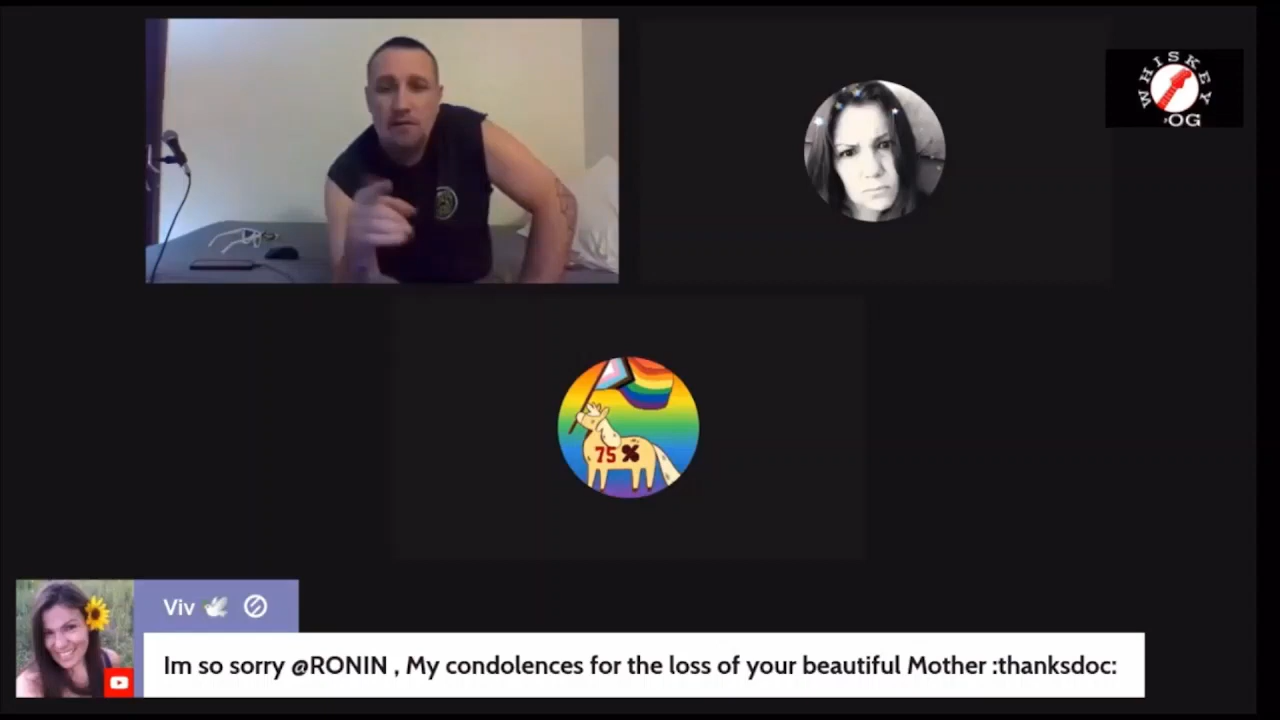 WHISKEY
OG
75%
Viv
Im so sorry @RONIN , My condolences for the loss of your beautiful Mother :thanksdoc: